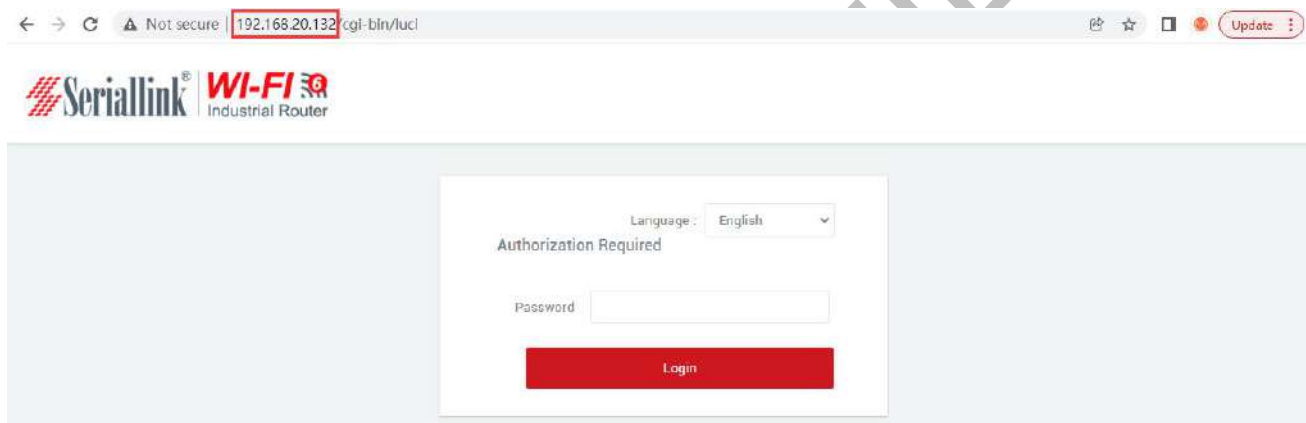 Not secure | 192.168.20.132/cgi-bin/luci
Update
Seriallink® WI-FI 6
Industrial Router
Language : English
Authorization Required
Password
Login